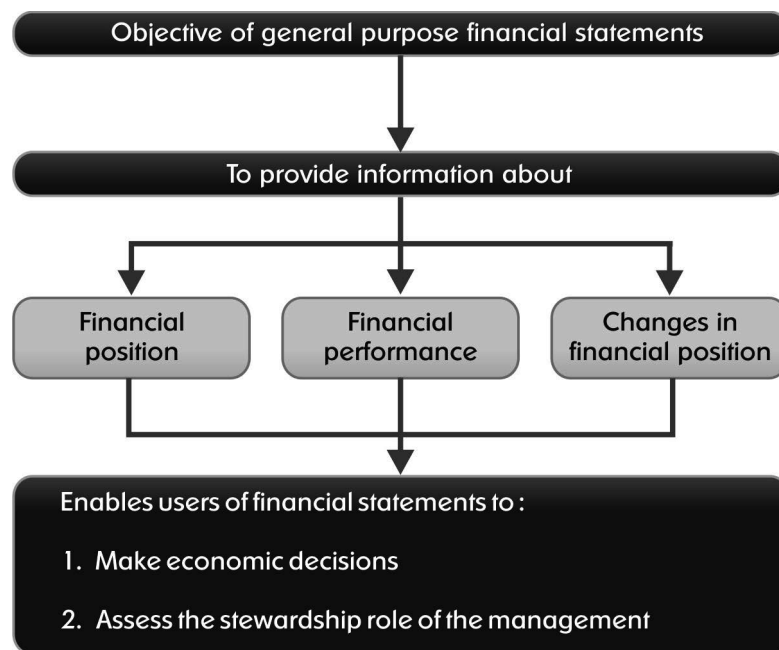 Objective of general purpose financial statements
To provide information about
Financial
position
Financial
performance
Changes in
financial position
Enables users of financial statements to :
1. Make economic decisions
2. Assess the stewardship role of the management